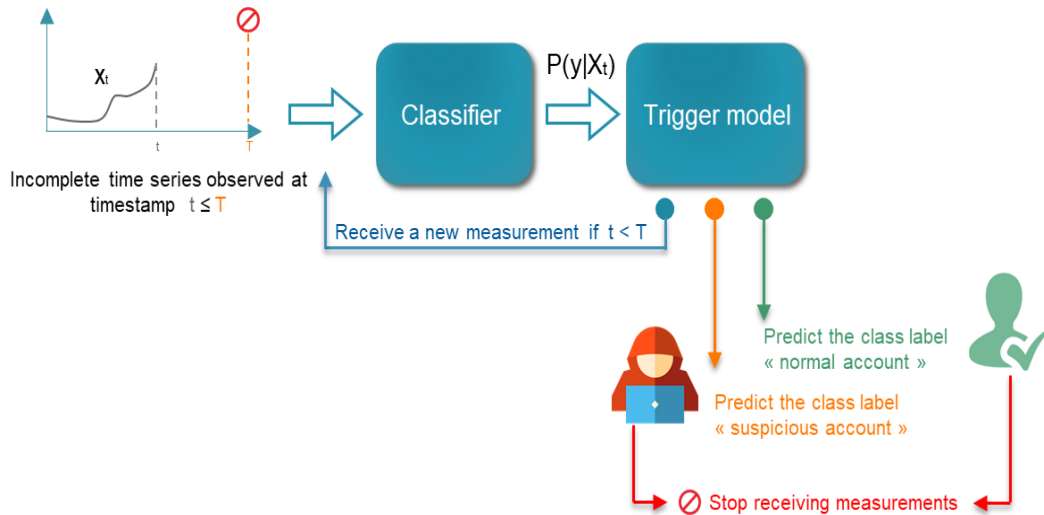 Xₜ
t
T
Incomplete time series observed at
timestamp t ≤ T
Classifier
P(y|Xₜ)
Trigger model
Receive a new measurement if t < T
Predict the class label
« normal account »
Predict the class label
« suspicious account »
Stop receiving measurements